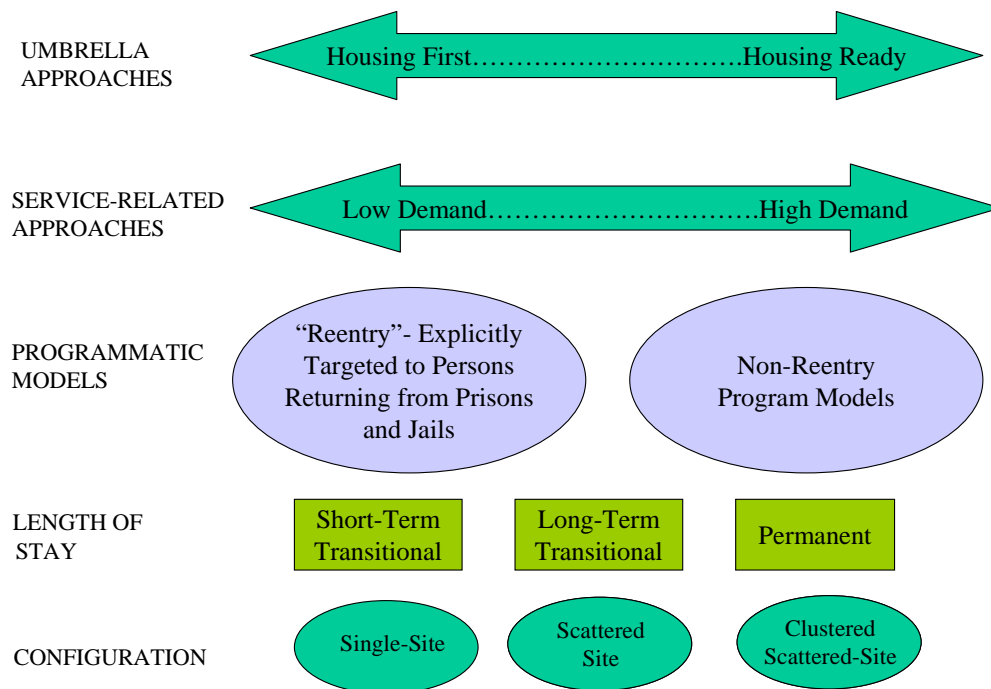 UMBRELLA
APPROACHES
Housing First…………………………Housing Ready
SERVICE-RELATED
APPROACHES
Low Demand…………………………High Demand
PROGRAMMATIC
MODELS
“Reentry”- Explicitly
Targeted to Persons
Returning from Prisons
and Jails
Non-Reentry
Program Models
LENGTH OF
STAY
Short-Term
Transitional
Long-Term
Transitional
Permanent
CONFIGURATION
Single-Site
Scattered
Site
Clustered
Scattered-Site